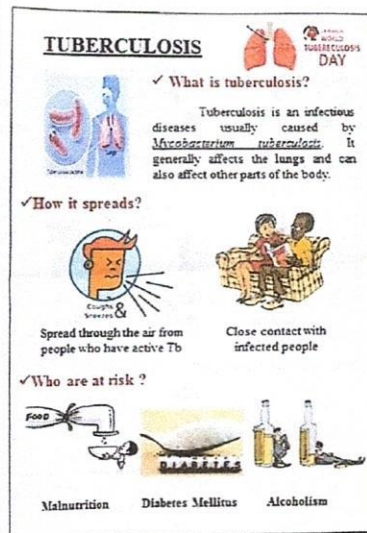 TUBERCULOSIS
WORLD
TUBERCULOSIS
DAY
✓ What is tuberculosis?
Tuberculosis is an infectious
diseases usually caused by
Mycobacterium tuberculosis. It
generally affects the lungs and can
also affect other parts of the body.
✓How it spreads?
Coughs
Sneezes &
Spread through the air from
people who have active Tb
Close contact with
infected people
✓Who are at risk ?
FOOD
DIABETES
Malnutrition
Diabetes Mellitus
Alcoholism